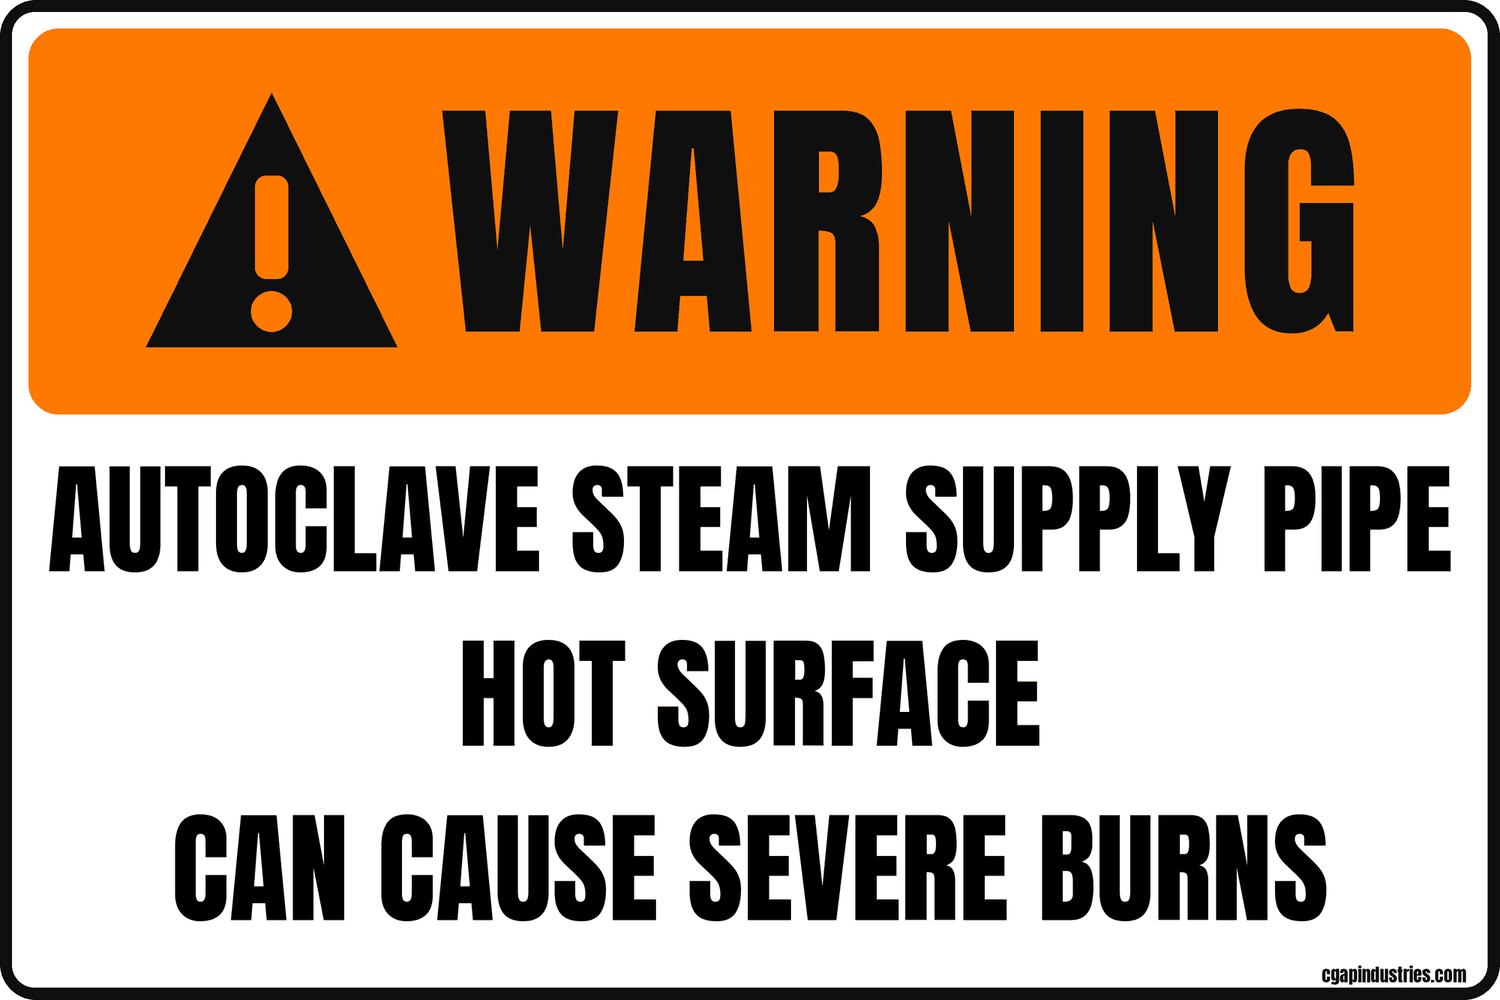 WARNING
AUTOCLAVE STEAM SUPPLY PIPE
HOT SURFACE
CAN CAUSE SEVERE BURNS
cgapindustries.com